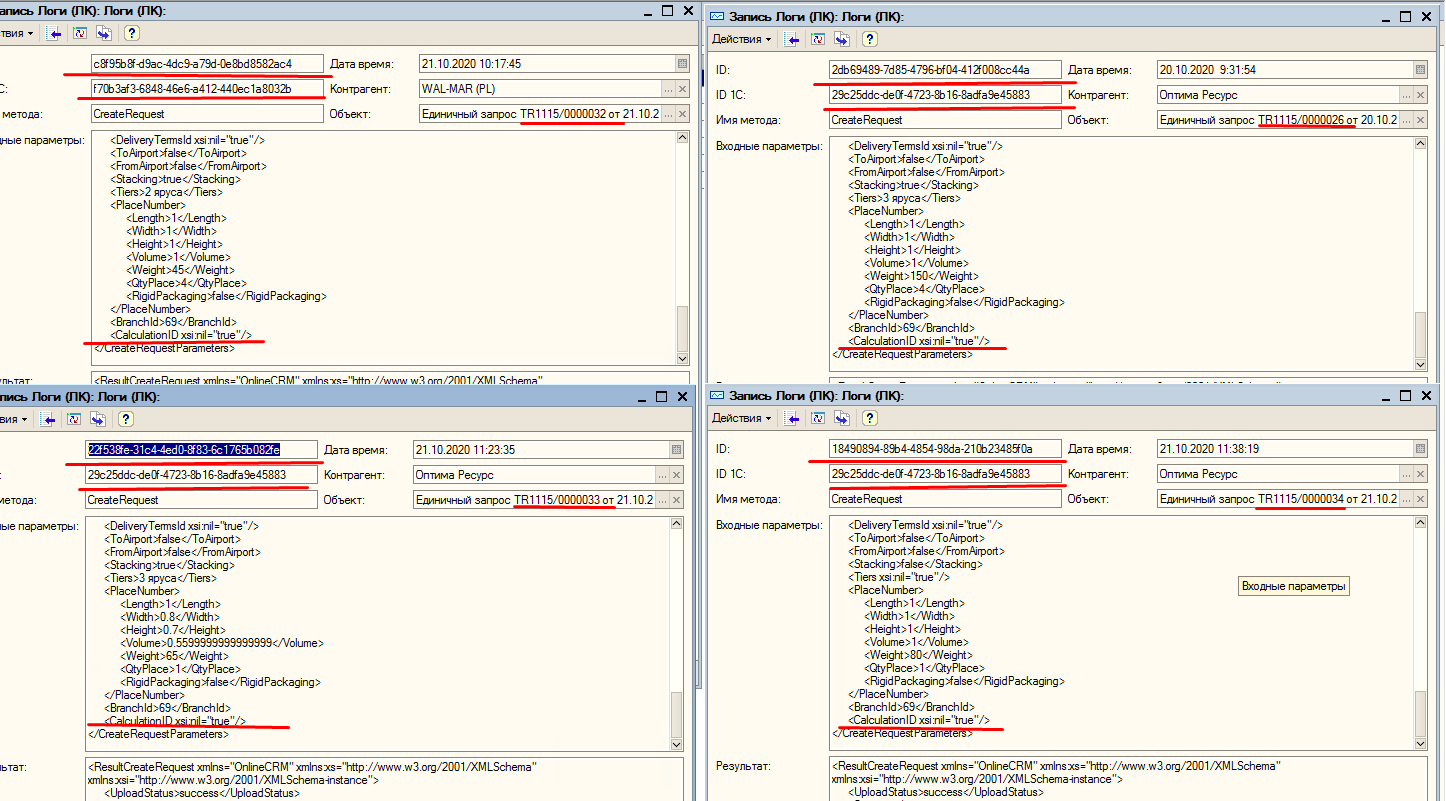 апись Логи (ЛК): Логи (ЛК):
ствия
c8f95b8f-d9ac-4dc9-a79d-0e8bd8582ac4 Дата время: 21.10.2020 10:17:45
C: f70b3af3-6848-46e6-a412-440ec1a8032b Контрагент: WAL-MAR (PL)
метода: CreateRequest Объект: Единичный запрос TR1115/0000032 от 21.10.2
дные параметры:
<DeliveryTermsId xsi:nil="true"/>
<ToAirport>false</ToAirport>
<FromAirport>false</FromAirport>
<Stacking>true</Stacking>
<Tiers>2 яруса</Tiers>
<PlaceNumber>
<Length>1</Length>
<Width>1</Width>
<Height>1</Height>
<Volume>1</Volume>
<Weight>45</Weight>
<QtyPlace>4</QtyPlace>
<RigidPackaging>false</RigidPackaging>
</PlaceNumber>
<BranchId>69</BranchId>
<CalculationID xsi:nil="true"/>
</CreateRequestParameters>
ультат: <ResultCreateRequest xmlns="OnlineCRM" xmlns:xs="http://www.w3.org/2001/XMLSchema"
Запись Логи (ЛК): Логи (ЛК):
Действия
ID: 2db69489-7d85-4796-bf04-412f008cc44a Дата время: 20.10.2020 9:31:54
ID 1C: 29c25ddc-de0f-4723-8b16-8adfa9e45883 Контрагент: Оптима Ресурс
Имя метода: CreateRequest Объект: Единичный запрос TR1115/0000026 от 20.10.2
Входные параметры:
<DeliveryTermsId xsi:nil="true"/>
<ToAirport>false</ToAirport>
<FromAirport>false</FromAirport>
<Stacking>true</Stacking>
<Tiers>3 яруса</Tiers>
<PlaceNumber>
<Length>1</Length>
<Width>1</Width>
<Height>1</Height>
<Volume>1</Volume>
<Weight>150</Weight>
<QtyPlace>4</QtyPlace>
<RigidPackaging>false</RigidPackaging>
</PlaceNumber>
<BranchId>69</BranchId>
<CalculationID xsi:nil="true"/>
</CreateRequestParameters>
апись Логи (ЛК): Логи (ЛК):
вия
22f538fe-31c4-4ed0-8f83-6c1765b082fe Дата время: 21.10.2020 11:23:35
: 29c25ddc-de0f-4723-8b16-8adfa9e45883 Контрагент: Оптима Ресурс
метода: CreateRequest Объект: Единичный запрос TR1115/0000033 от 21.10.2
ные параметры:
<DeliveryTermsId xsi:nil="true"/>
<ToAirport>false</ToAirport>
<FromAirport>false</FromAirport>
<Stacking>true</Stacking>
<Tiers>3 яруса</Tiers>
<PlaceNumber>
<Length>1</Length>
<Width>0.8</Width>
<Height>0.7</Height>
<Volume>0.5599999999999999</Volume>
<Weight>65</Weight>
<QtyPlace>1</QtyPlace>
<RigidPackaging>false</RigidPackaging>
</PlaceNumber>
<BranchId>69</BranchId>
<CalculationID xsi:nil="true"/>
</CreateRequestParameters>
льтат: <ResultCreateRequest xmlns="OnlineCRM" xmlns:xs="http://www.w3.org/2001/XMLSchema"
xmlns:xsi="http://www.w3.org/2001/XMLSchema-instance">
<UploadStatus>success</UploadStatus>
Запись Логи (ЛК): Логи (ЛК):
Действия
ID: 18490894-89b4-4854-98da-210b23485f0a Дата время: 21.10.2020 11:38:19
ID 1C: 29c25ddc-de0f-4723-8b16-8adfa9e45883 Контрагент: Оптима Ресурс
Имя метода: CreateRequest Объект: Единичный запрос TR1115/0000034 от 21.10.2
Входные параметры:
<DeliveryTermsId xsi:nil="true"/>
<ToAirport>false</ToAirport>
<FromAirport>false</FromAirport>
<Stacking>false</Stacking>
<Tiers xsi:nil="true"/>
<PlaceNumber>
Входные параметры
<Length>1</Length>
<Width>1</Width>
<Height>1</Height>
<Volume>1</Volume>
<Weight>80</Weight>
<QtyPlace>1</QtyPlace>
<RigidPackaging>false</RigidPackaging>
</PlaceNumber>
<BranchId>69</BranchId>
<CalculationID xsi:nil="true"/>
</CreateRequestParameters>
Результат: <ResultCreateRequest xmlns="OnlineCRM" xmlns:xs="http://www.w3.org/2001/XMLSchema"
xmlns:xsi="http://www.w3.org/2001/XMLSchema-instance">
<UploadStatus>success</UploadStatus>